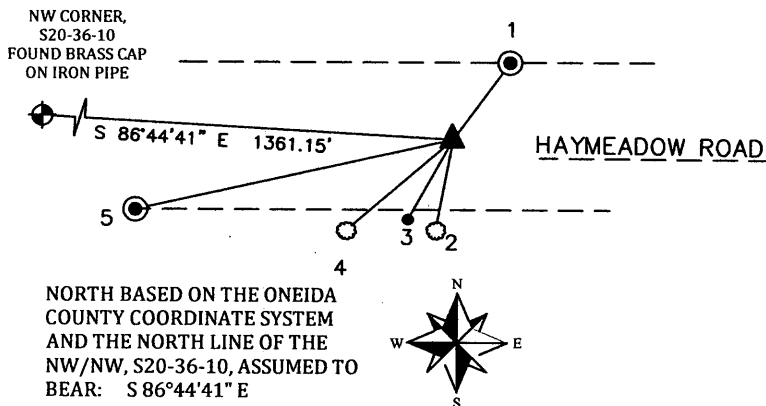 NW CORNER,
S20-36-10
FOUND BRASS CAP
ON IRON PIPE
1
S 86°44'41" E 1361.15'
HAYMEADOW ROAD
5
4
3
2
NORTH BASED ON THE ONEIDA
COUNTY COORDINATE SYSTEM
AND THE NORTH LINE OF THE
NW/NW, S20-36-10, ASSUMED TO
BEAR: S 86°44'41" E
N
W
E
S